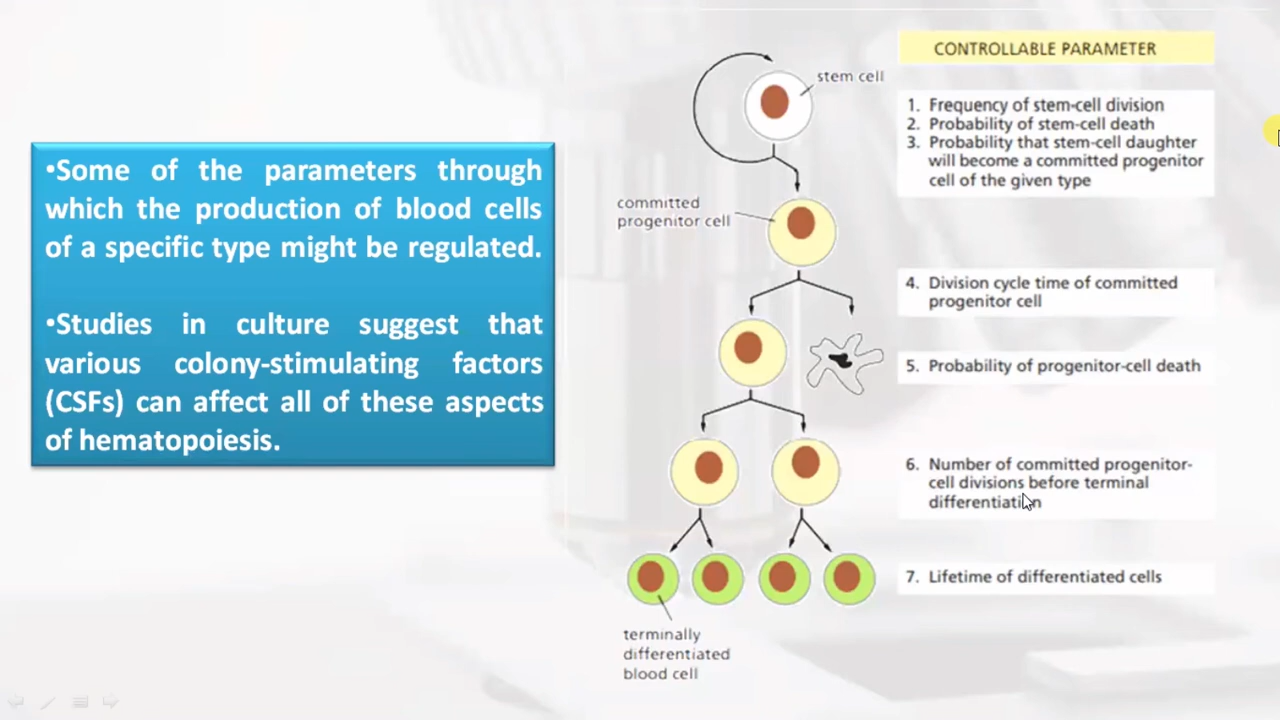 •Some of the parameters through
which the production of blood cells
of a specific type might be regulated.
•Studies in culture suggest that
various colony-stimulating factors
(CSFs) can affect all of these aspects
of hematopoiesis.
stem cell
committed
progenitor cell
terminally
differentiated
blood cell
CONTROLLABLE PARAMETER
1. Frequency of stem-cell division
2. Probability of stem-cell death
3. Probability that stem-cell daughter
will become a committed progenitor
cell of the given type
4. Division cycle time of committed
progenitor cell
5. Probability of progenitor-cell death
6. Number of committed progenitor-
cell divisions before terminal
differentiation
7. Lifetime of differentiated cells